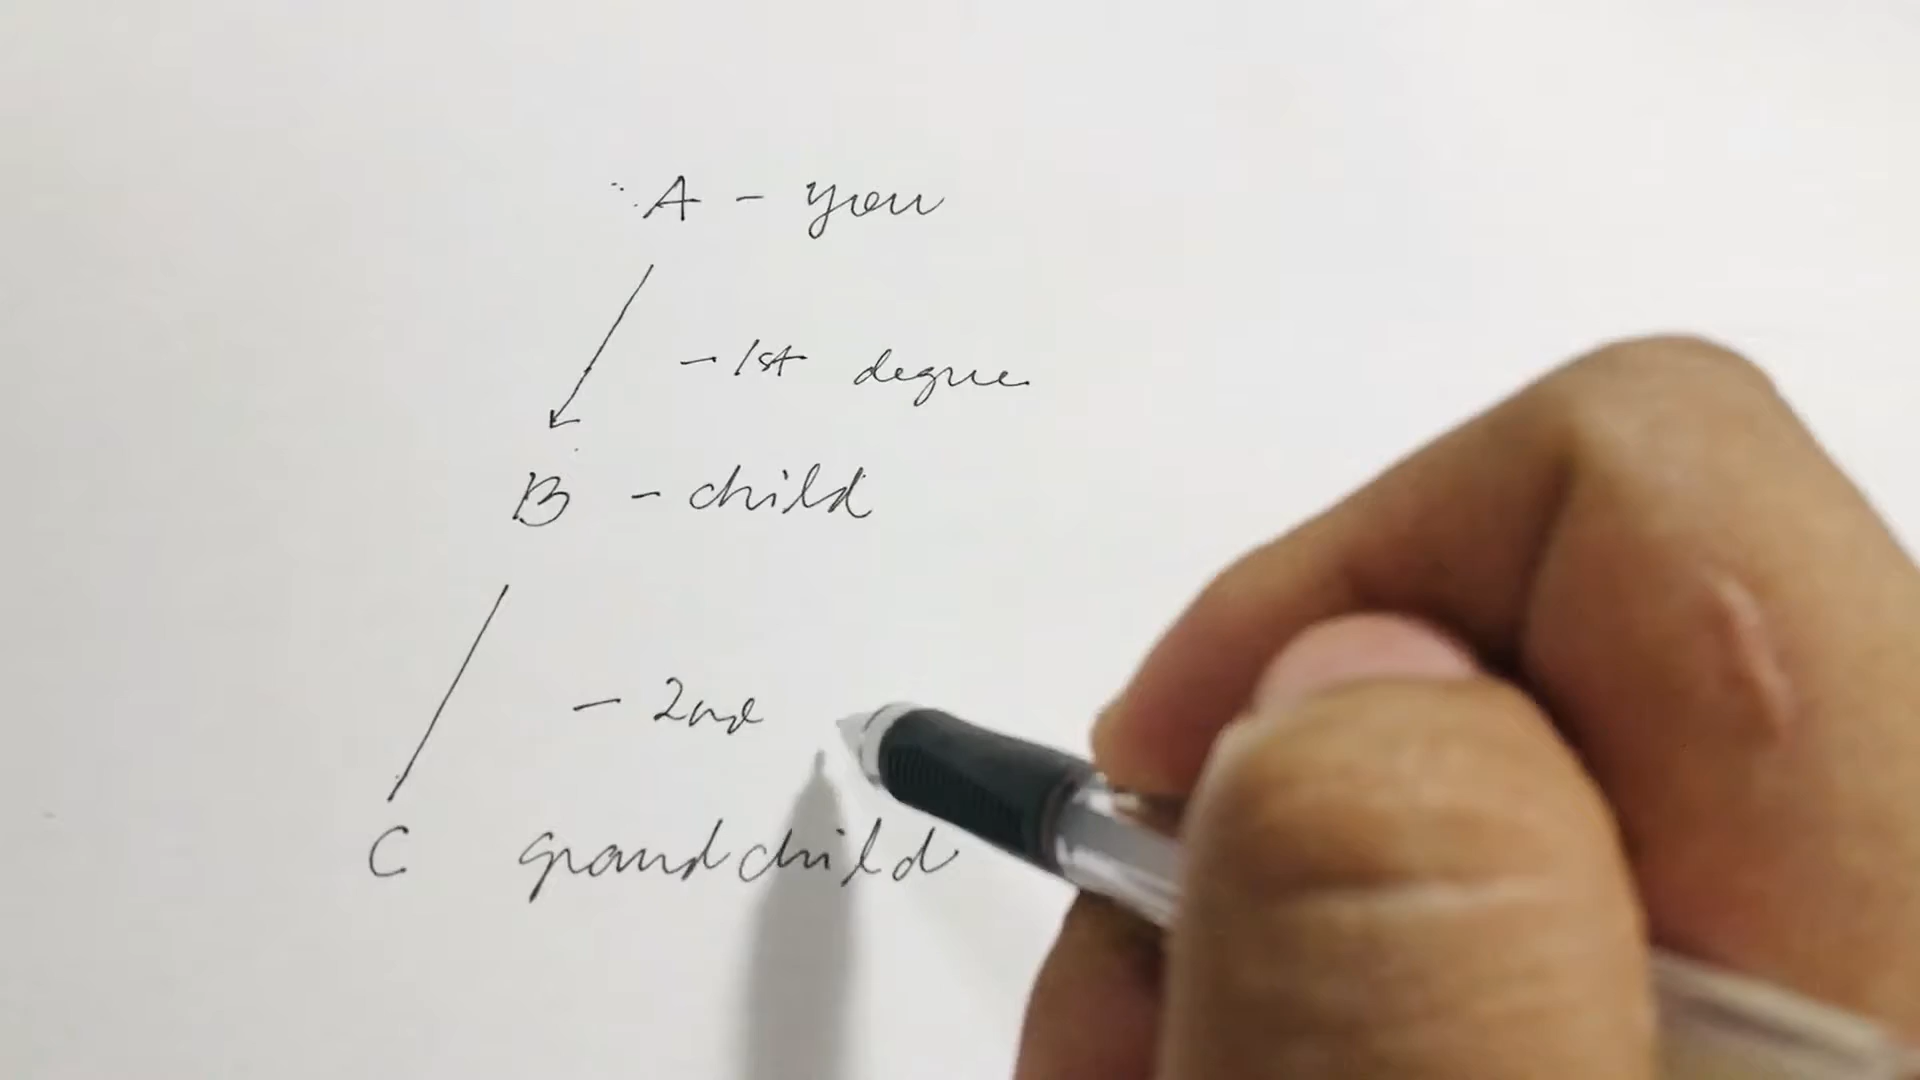 A - you
- 1st degree
B - child
- 2nd
C grandchild